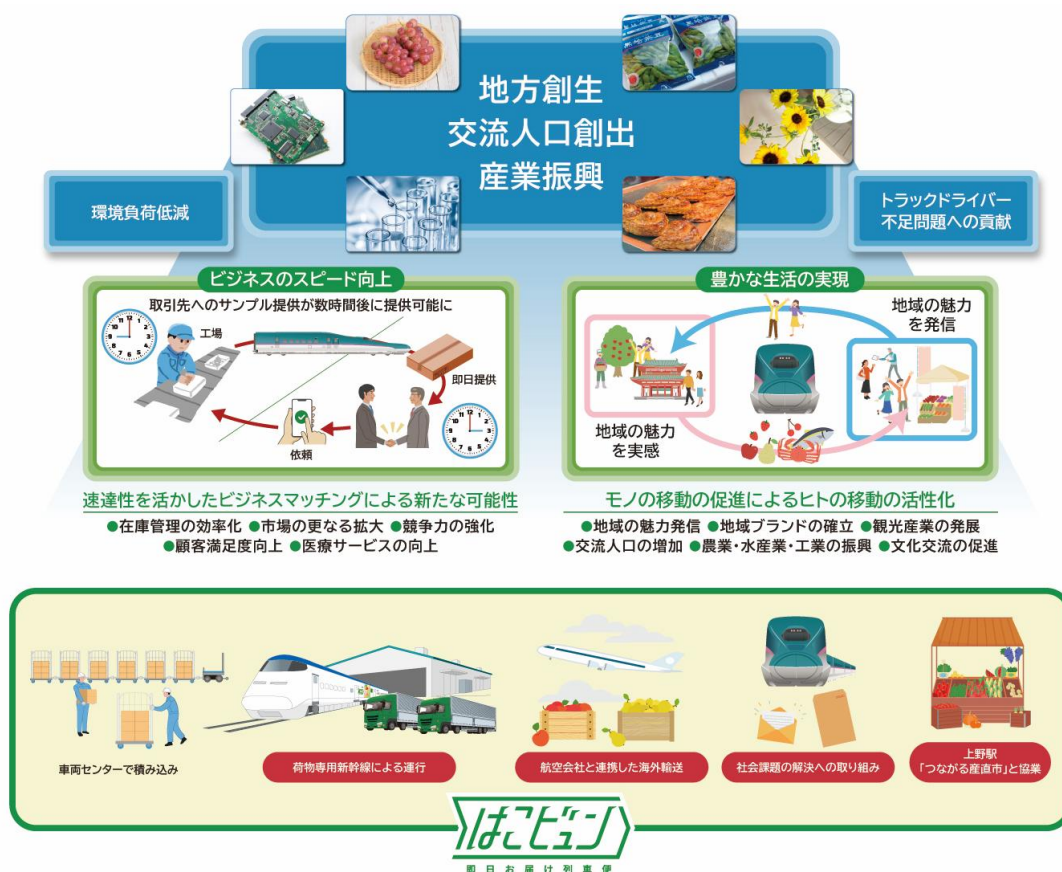 地方創生
交流人口創出
産業振興
環境負荷低減
トラックドライバー
不足問題への貢献
ビジネスのスピード向上
取引先へのサンプル提供が数時間後に提供可能に
工場
即日提供
依頼
豊かな生活の実現
地域の魅力
を発信
地域の魅力
を実感
速達性を活かしたビジネスマッチングによる新たな可能性
●在庫管理の効率化 ●市場の更なる拡大 ●競争力の強化
●顧客満足度向上 ●医療サービスの向上
モノの移動の促進によるヒトの移動の活性化
●地域の魅力発信 ●地域ブランドの確立 ●観光産業の発展
●交流人口の増加 ●農業・水産業・工業の振興 ●文化交流の促進
車両センターで積み込み
荷物専用新幹線による運行
航空会社と連携した海外輸送
社会課題の解決への取り組み
上野駅
「つながる産直市」と協業
はこビュン
即日お届け列車便